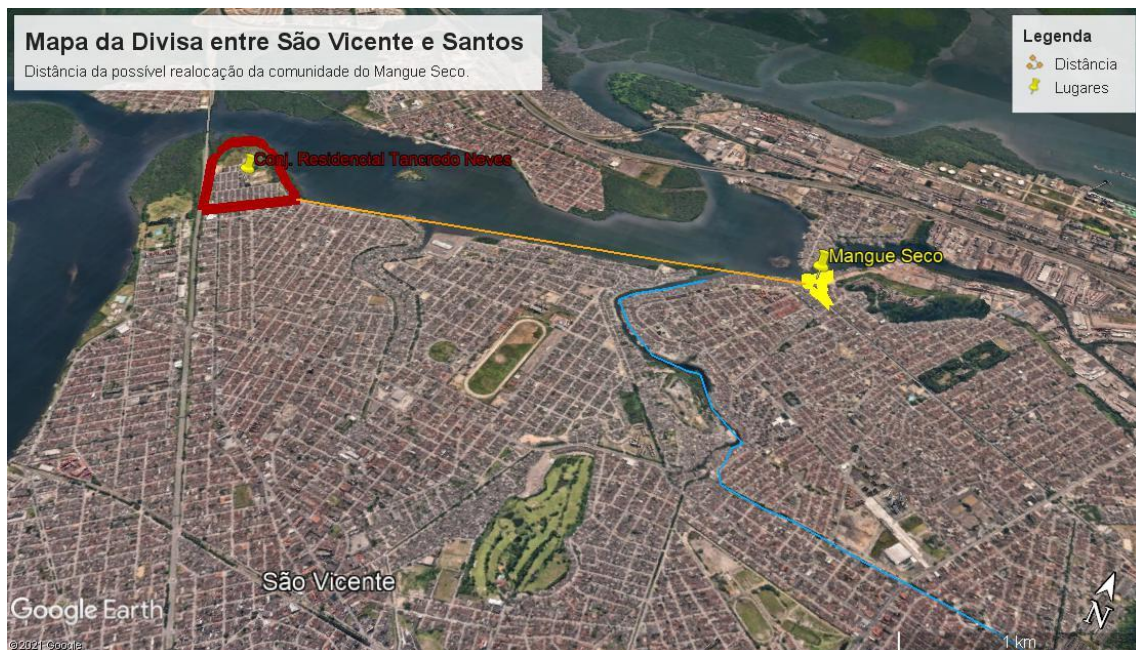 Mapa da Divisa entre São Vicente e Santos
Distância da possível realocação da comunidade do Mangue Seco.
Legenda
Distância
Lugares
Conj. Residencial Tancredo Neves
Mangue Seco
São Vicente
Google Earth
©2021 Google
N
1 km